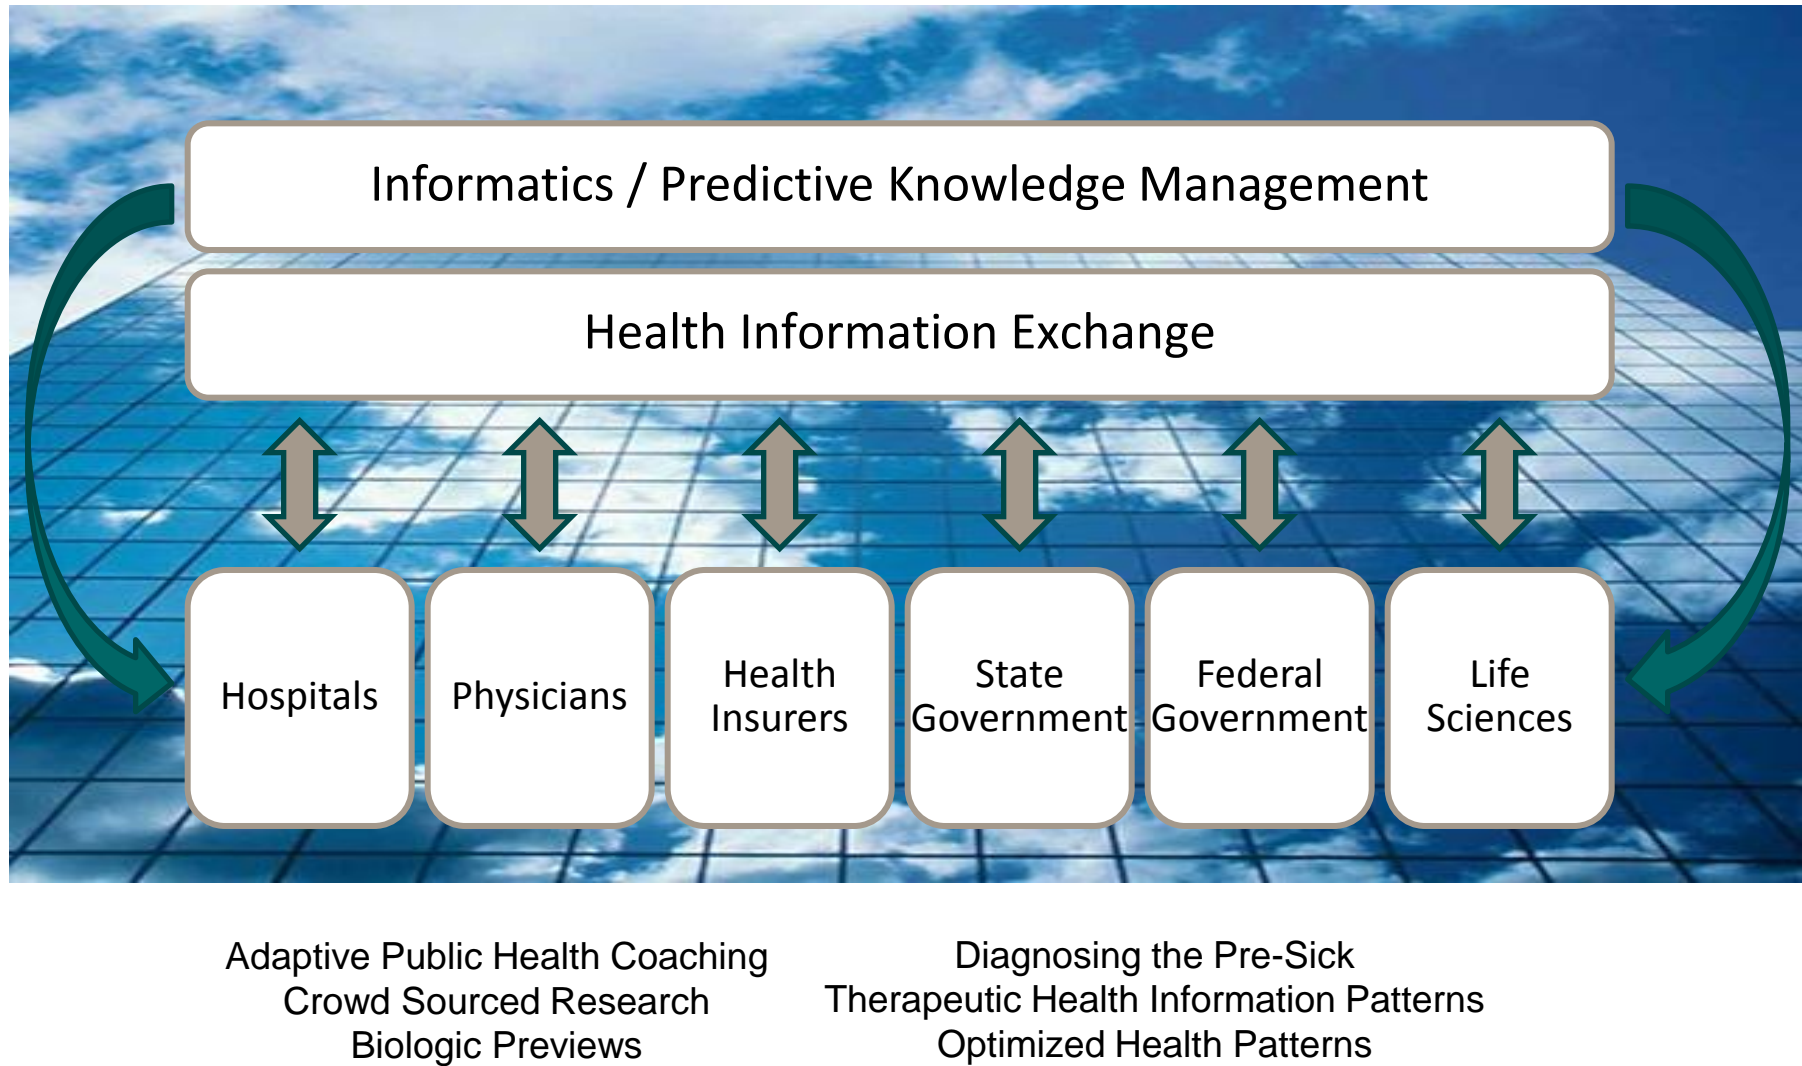 Informatics / Predictive Knowledge Management
Health Information Exchange
Hospitals
Physicians
Health
Insurers
State
Government
Federal
Government
Life
Sciences
Adaptive Public Health Coaching
Crowd Sourced Research
Biologic Previews
Diagnosing the Pre-Sick
Therapeutic Health Information Patterns
Optimized Health Patterns